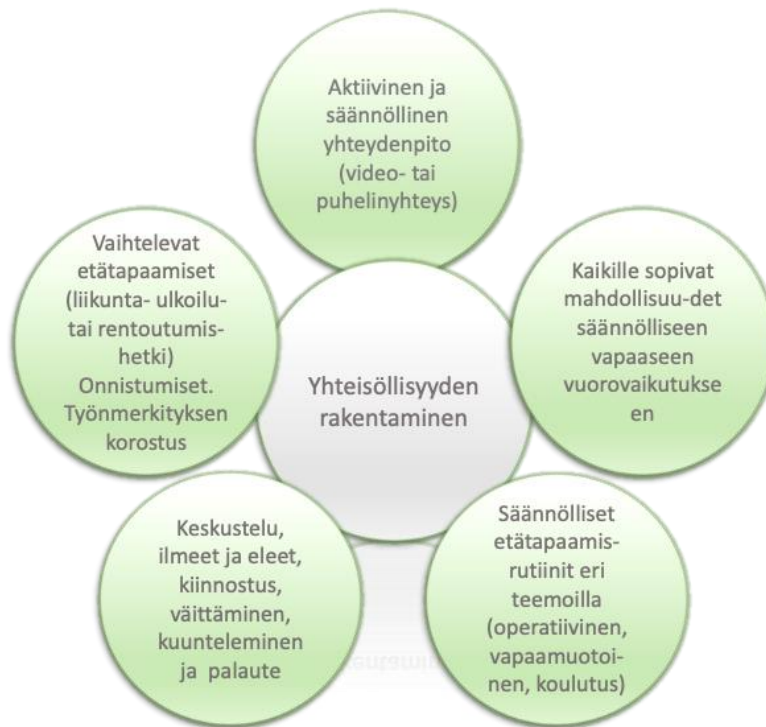 Aktiivinen ja
säännöllinen
yhteydenpito
(video- tai
puhelinyhteys)
Vaihtelevat
etätapaamiset
(liikunta- ulkoilu-
tai rentoutumis-
hetki)
Onnistumiset.
Työnmerkityksen
korostus
Kaikille sopivat
mahdollisuu-det
säännölliseen
vapaaseen
vuorovaikutukse
en
Yhteisöllisyyden
rakentaminen
Keskustelu,
ilmeet ja eleet,
kiinnostus,
väittäminen,
kuunteleminen
ja palaute
Säännölliset
etätapaamis-
rutiinit eri
teemoilla
(operatiivinen,
vapaamuotoi-
nen, koulutus)